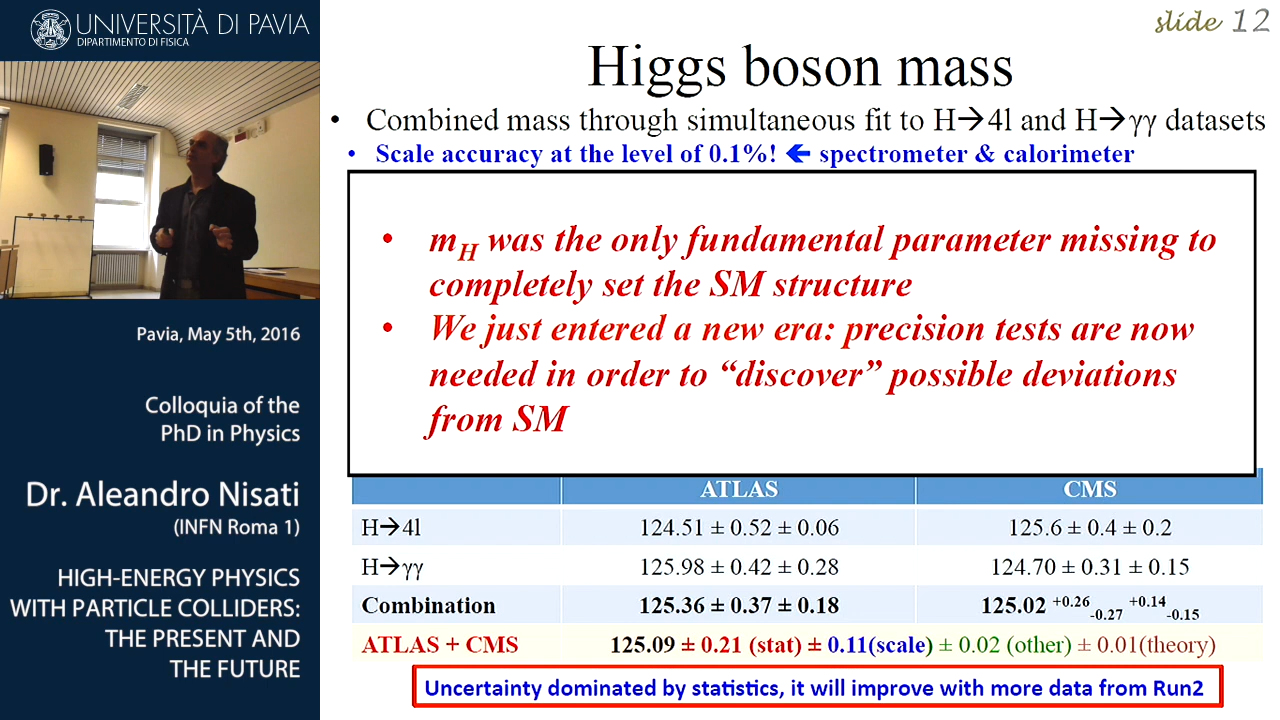 UNIVERSITÀ DI PAVIA
DIPARTIMENTO DI FISICA
Pavia, May 5th, 2016
Colloquia of the
PhD in Physics
Dr. Aleandro Nisati
(INFN Roma 1)
HIGH-ENERGY PHYSICS
WITH PARTICLE COLLIDERS:
THE PRESENT AND
THE FUTURE
slide 12
Higgs boson mass
• Combined mass through simultaneous fit to H→4l and H→γγ datasets
• Scale accuracy at the level of 0.1%! ← spectrometer & calorimeter
• mH was the only fundamental parameter missing to
completely set the SM structure
• We just entered a new era: precision tests are now
needed in order to “discover” possible deviations
from SM
ATLAS CMS
H→4l 124.51 ± 0.52 ± 0.06 125.6 ± 0.4 ± 0.2
H→γγ 125.98 ± 0.42 ± 0.28 124.70 ± 0.31 ± 0.15
Combination 125.36 ± 0.37 ± 0.18 125.02 +0.26 -0.27 +0.14 -0.15
ATLAS + CMS 125.09 ± 0.21 (stat) ± 0.11(scale) ± 0.02 (other) ± 0.01(theory)
Uncertainty dominated by statistics, it will improve with more data from Run2